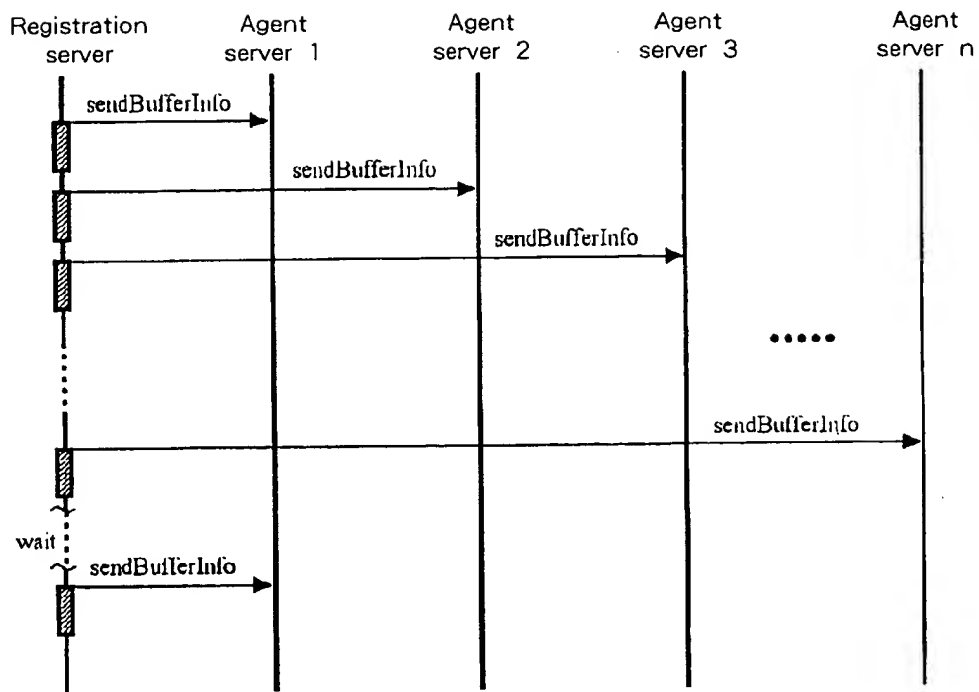 Registration
server
Agent
server 1
Agent
server 2
Agent
server 3
Agent
server n
sendBufferInfo
sendBufferInfo
sendBufferInfo
sendBufferInfo
wait
sendBufferInfo